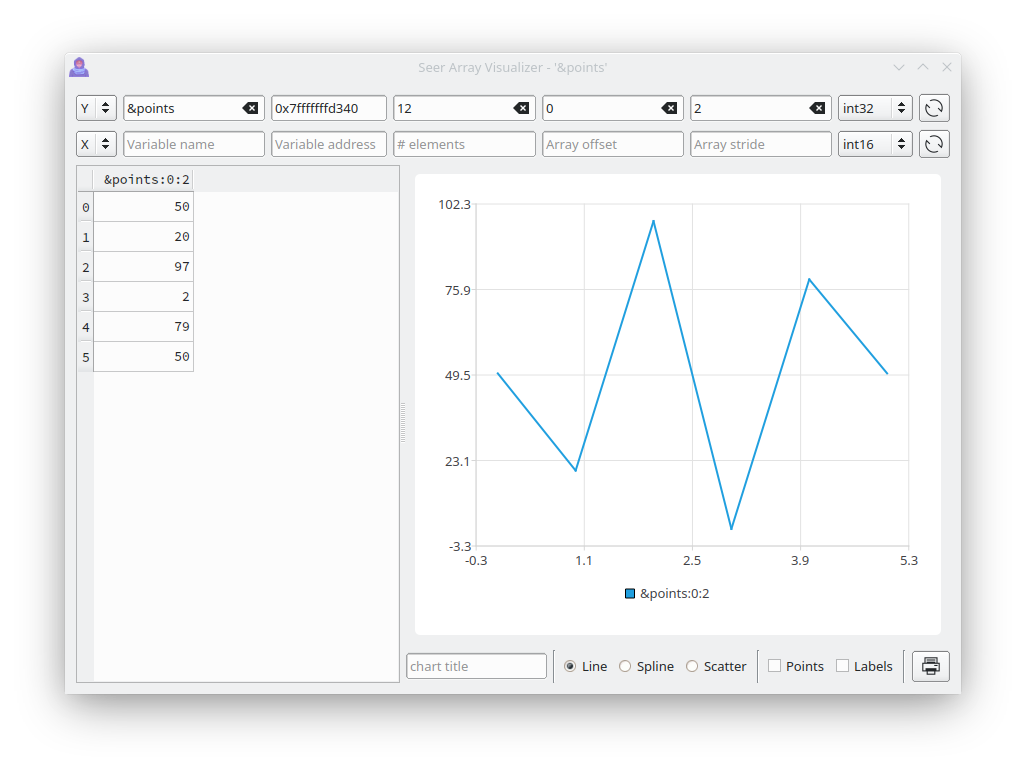 Seer Array Visualizer - '&points'
Y &points 0x7fffffffd340 12 0 2 int32
X Variable name Variable address # elements Array offset Array stride int16
&points:0:2
0 50
1 20
2 97
3 2
4 79
5 50
102.3
75.9
49.5
23.1
-3.3
-0.3 1.1 2.5 3.9 5.3
&points:0:2
chart title Line Spline Scatter Points Labels